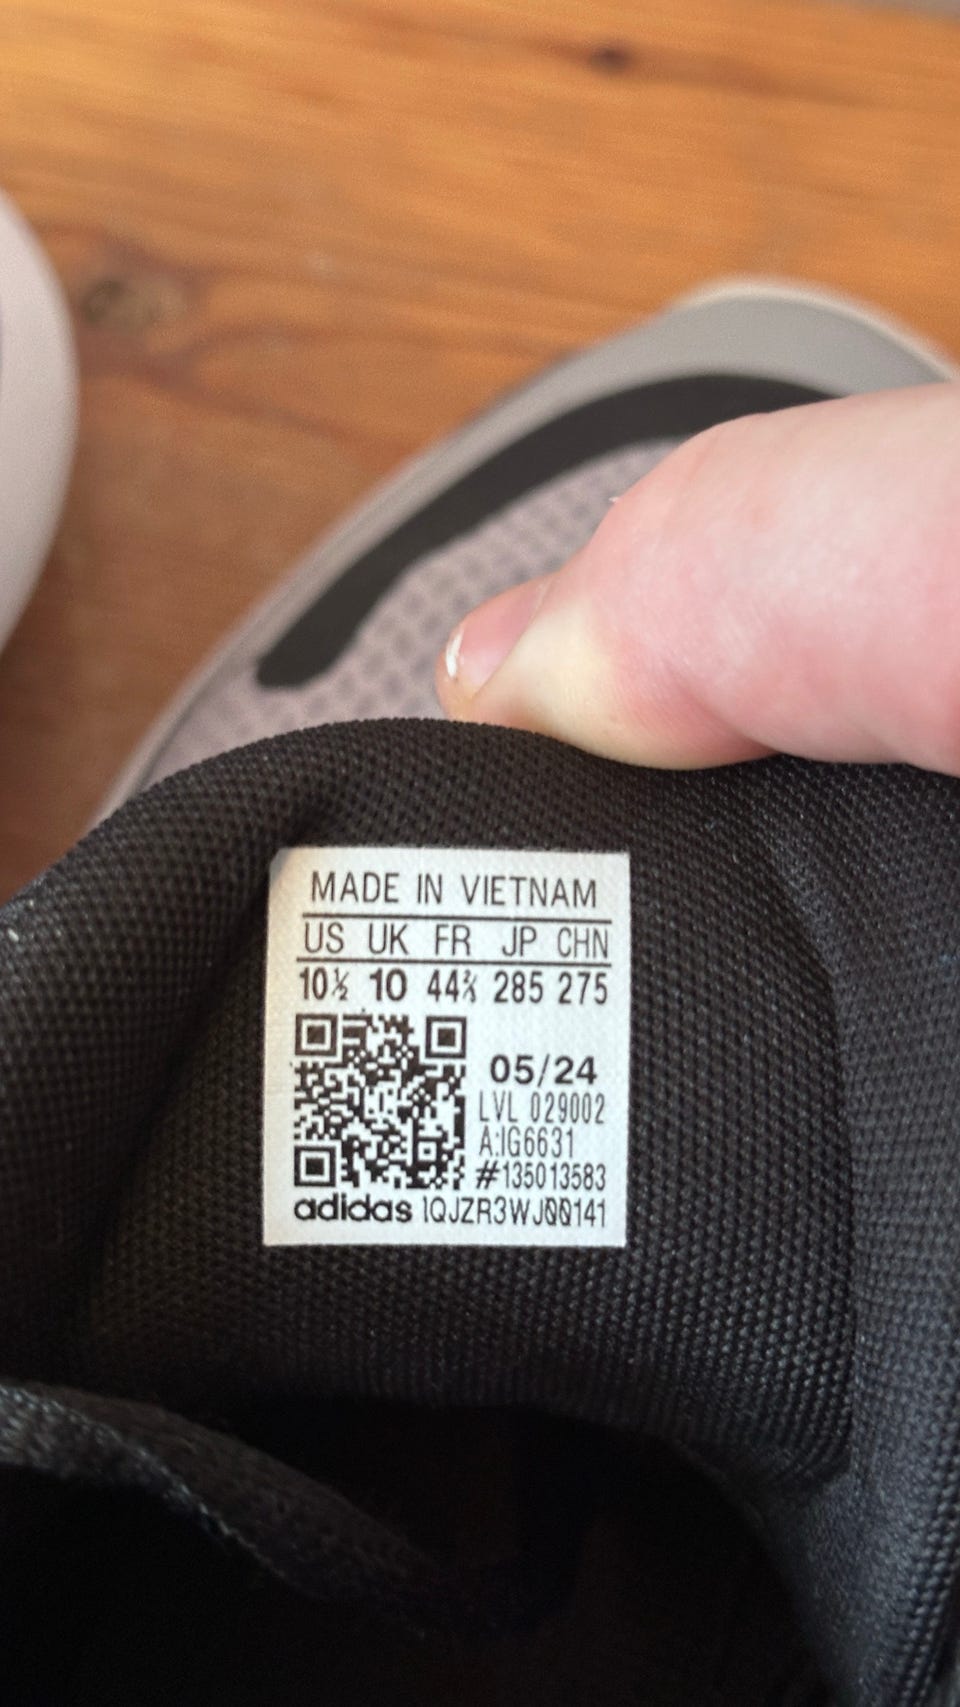 MADE IN VIETNAM
US UK FR JP CHN
10½ 10 44⅔ 285 275
05/24
LVL 029002
A:IG6631
#135013583
adidas 1QJZR3WJ00141